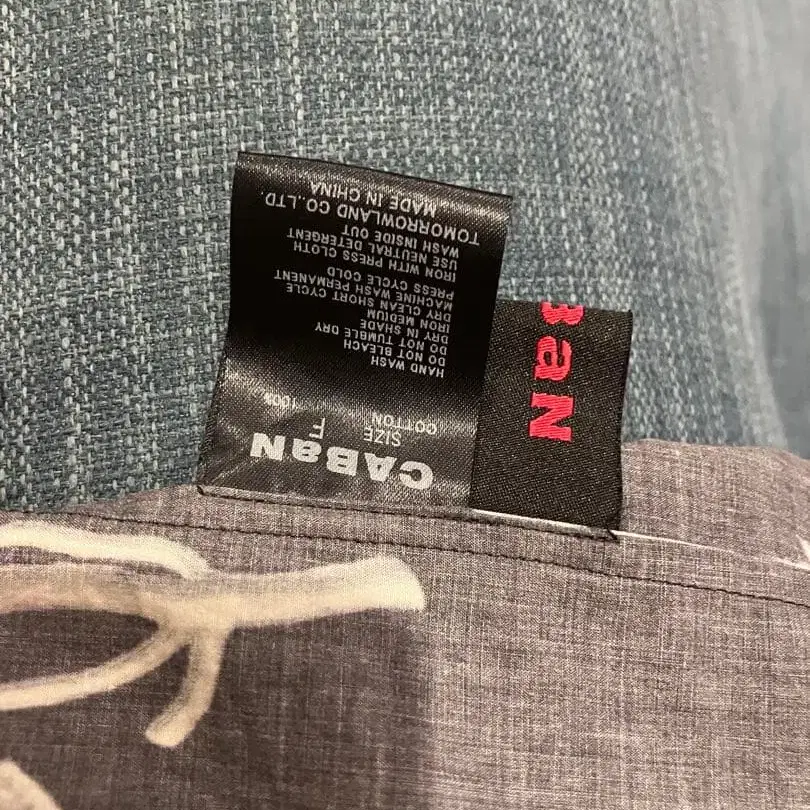 CABaN
SIZE F
COTTON 100%
HAND WASH
DO NOT BLEACH
DO NOT TUMBLE DRY
DRY IN SHADE
IRON MEDIUM
DRY CLEAN SHORT CYCLE
MACHINE WASH PERMANENT
PRESS CYCLE COLD
IRON WITH PRESS CLOTH
USE NEUTRAL DETERGENT
WASH INSIDE OUT
TOMORROWLAND CO.,LTD.
MADE IN CHINA
BaN